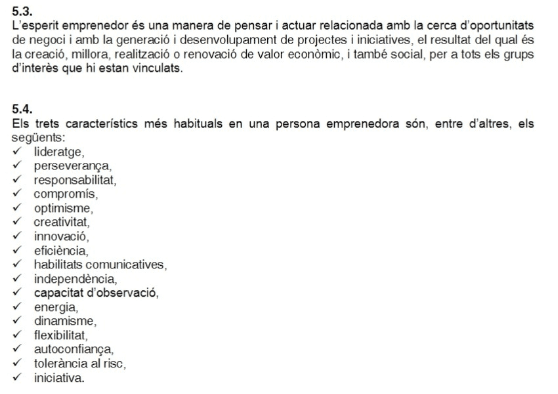 5.3.
L'esperit emprenedor és una manera de pensar i actuar relacionada amb la cerca d'oportunitats
de negoci i amb la generació i desenvolupament de projectes i iniciatives, el resultat del qual és
la creació, millora, realització o renovació de valor econòmic, i també social, per a tots els grups
d'interès que hi estan vinculats.
5.4.
Els trets característics més habituals en una persona emprenedora són, entre d'altres, els
següents:
✓ lideratge,
✓ perseverança,
✓ responsabilitat,
✓ compromís,
✓ optimisme,
✓ creativitat,
✓ innovació,
✓ eficiència,
✓ habilitats comunicatives,
✓ independència,
✓ capacitat d'observació,
✓ energia,
✓ dinamisme,
✓ flexibilitat,
✓ autoconfiança,
✓ tolerància al risc,
✓ iniciativa.